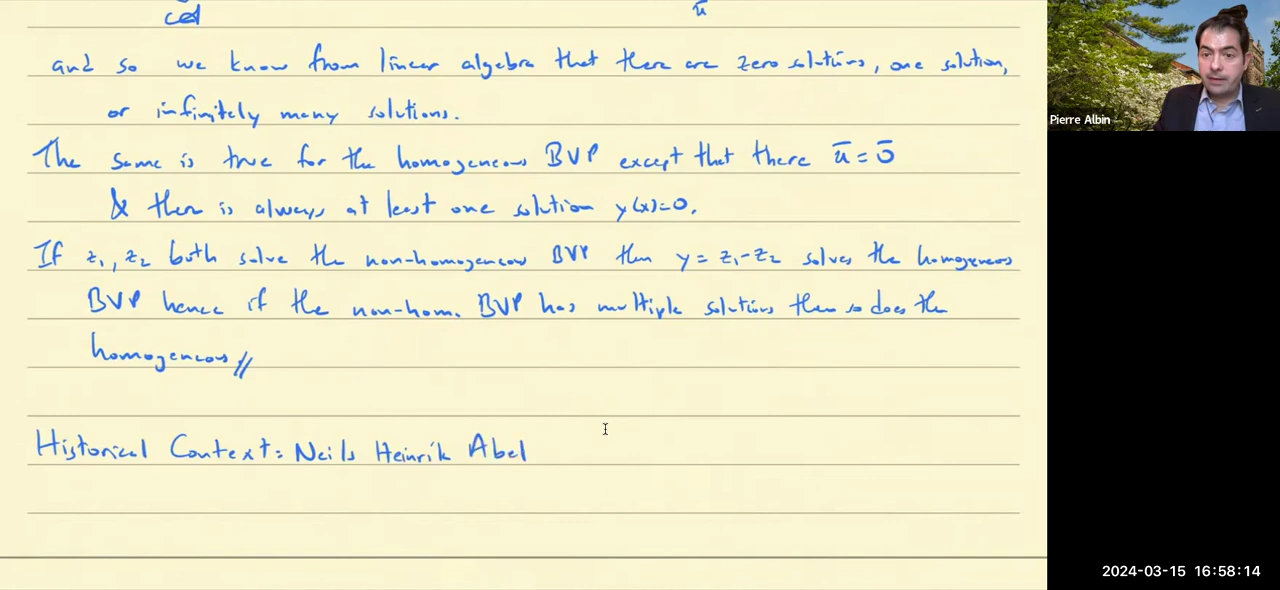 and so we know from linear algebra that there are zero solutions, one solution,
or infinitely many solutions.
The same is true for the homogeneous BVP except that there ū = 0̄
& there is always at least one solution y(x)=0.
If z₁, z₂ both solve the non-homogeneous BVP then y = z₁-z₂ solves the homogeneous
BVP hence if the non-hom. BVP has multiple solutions then so does the
homogeneous //
Historical Context: Neils Heinrik Abel
Pierre Albin
2024-03-15 16:58:14